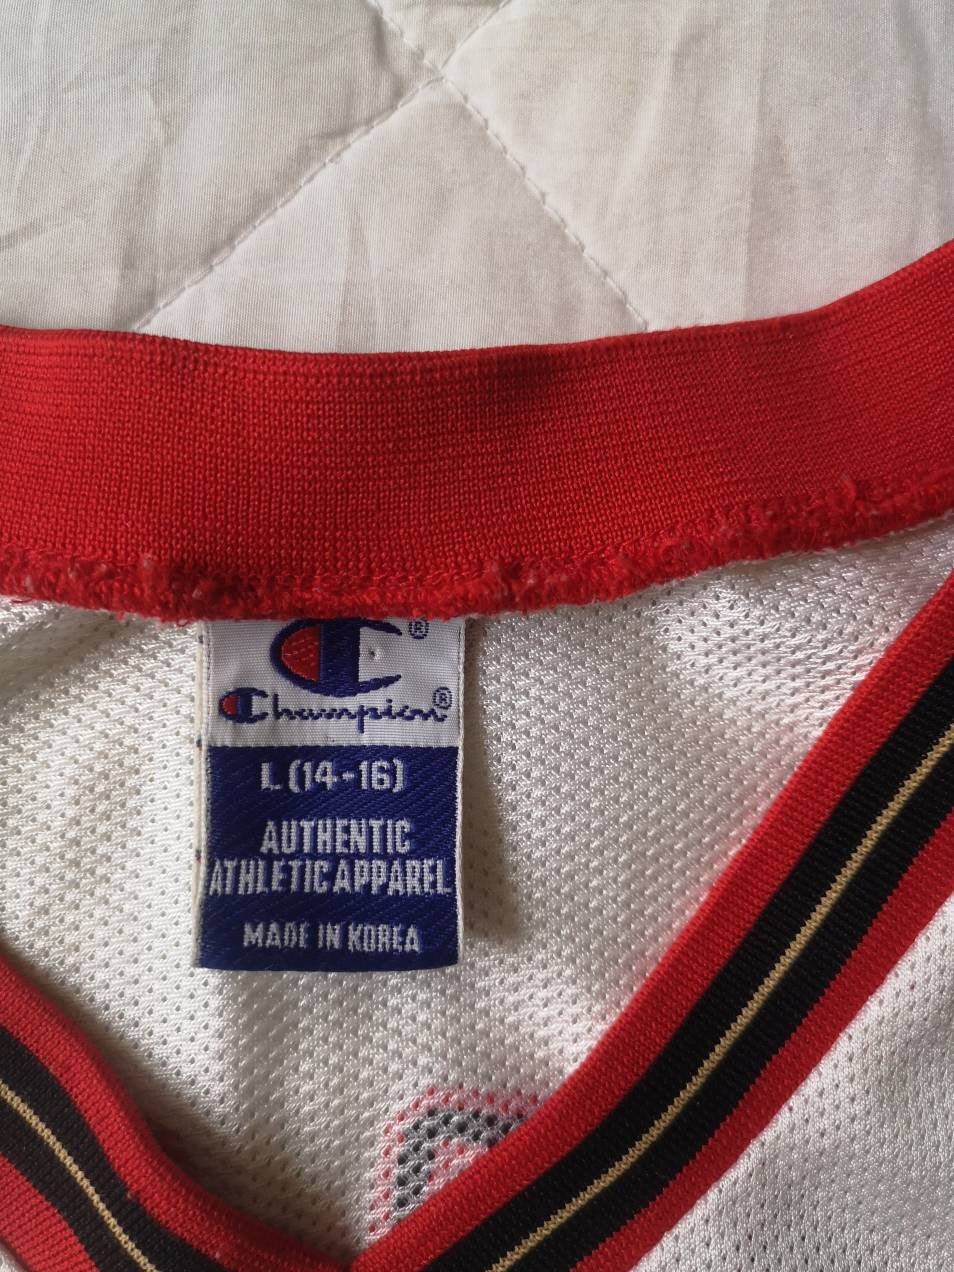 ®
Champion®
L (14-16)
AUTHENTIC
ATHLETIC APPAREL
MADE IN KOREA